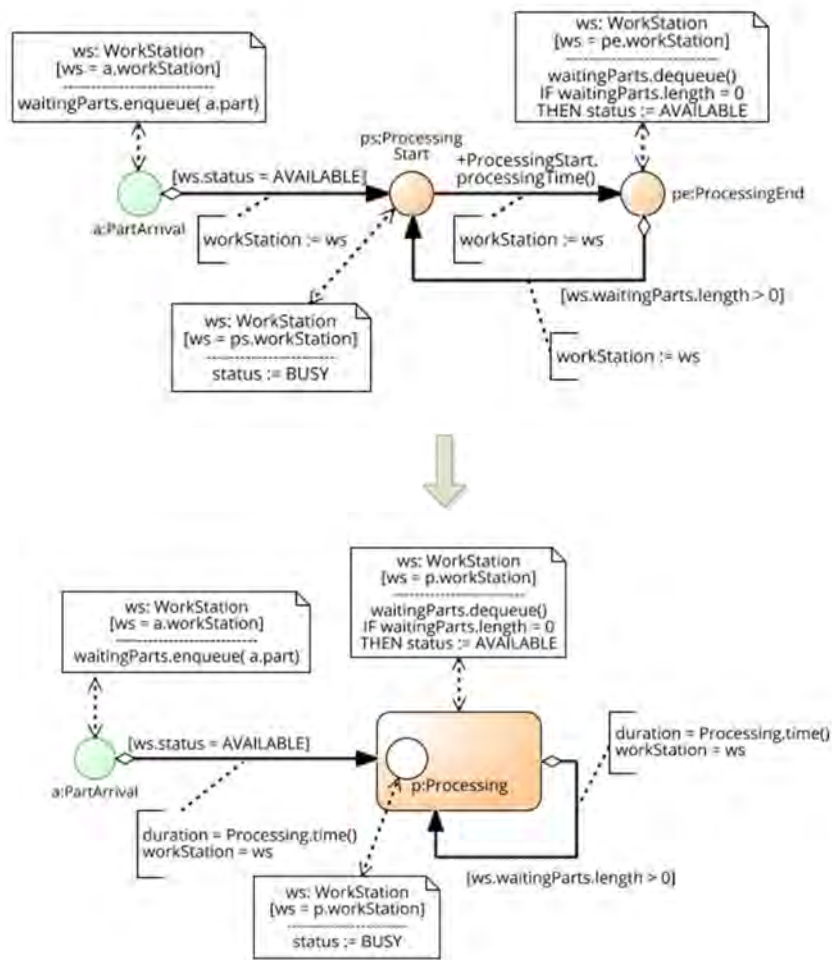 ws: WorkStation
[ws = a.workStation]
waitingParts.enqueue( a.part)
ws: WorkStation
[ws = pe.workStation]
waitingParts.dequeue()
IF waitingParts.length = 0
THEN status := AVAILABLE
ps:Processing
Start
[ws.status = AVAILABLE]
+ProcessingStart.
processingTime()
a:PartArrival
pe:ProcessingEnd
workStation := ws
workStation := ws
[ws.waitingParts.length > 0]
ws: WorkStation
[ws = ps.workStation]
status := BUSY
workStation := ws
ws: WorkStation
[ws = p.workStation]
waitingParts.dequeue()
IF waitingParts.length = 0
THEN status := AVAILABLE
ws: WorkStation
[ws = a.workStation]
waitingParts.enqueue( a.part)
[ws.status = AVAILABLE]
a:PartArrival
p:Processing
duration = Processing.time()
workStation = ws
duration = Processing.time()
workStation = ws
[ws.waitingParts.length > 0]
ws: WorkStation
[ws = p.workStation]
status := BUSY